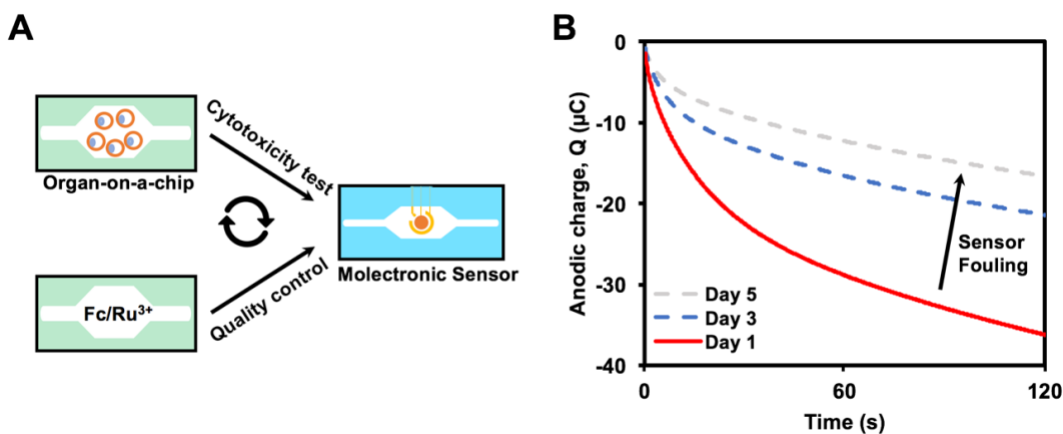 A
Cytotoxicity test
Organ-on-a-chip
Molectronic Sensor
Fc/Ru³⁺
Quality control
B
Anodic charge, Q (µC)
0
-10
-20
-30
-40
Sensor
Fouling
Day 5
Day 3
Day 1
0
60
120
Time (s)